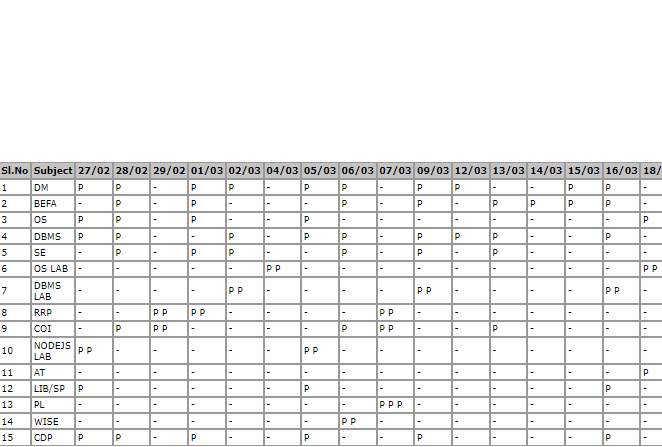 Sl.No Subject 27/02 28/02 29/02 01/03 02/03 04/03 05/03 06/03 07/03 09/03 12/03 13/03 14/03 15/03 16/03 18/
1 DM P P - P P - P P - P P - - P P -
2 BEFA - P - P - - - P - P - P P P P -
3 OS P P - P - - P - - - - - - - - P
4 DBMS P P - - P - P P - P P P - - P -
5 SE - P - P P - - P - P - P - - - -
6 OS LAB - - - - - P P - - - - - - - - - P P
7 DBMS LAB - - - - P P - - - - P P - - - - P P -
8 RRP - - P P P P - - - - P P - - - - - - -
9 COI - P P P - - - - P P P - - P - - - -
10 NODEJS LAB P P - - - - - P P - - - - - - - - -
11 AT - - - - - - - - - - - - - - - P
12 LIB/SP P - - - - - P - - - - - - - P -
13 PL - - - - - - - - P P P - - - - - - -
14 WISE - - - - - - - P P - - - - - - - -
15 CDP P P - P - - P - - P - - - - P -